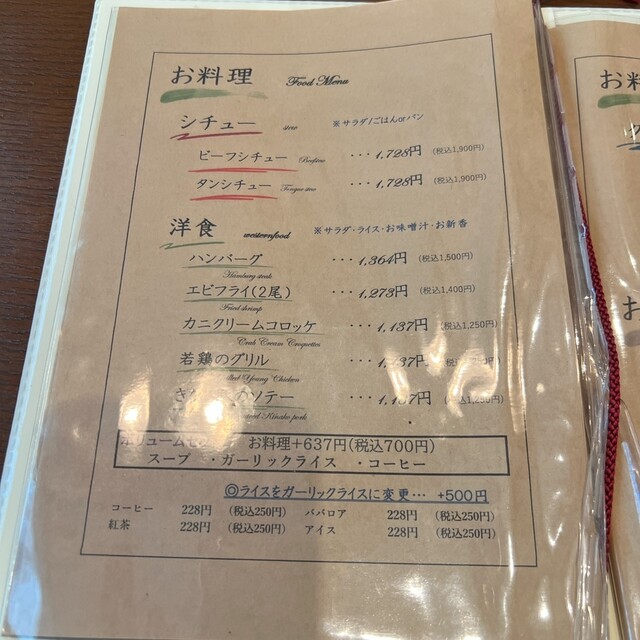 お料理 Food Menu
シチュー stew ※サラダ/ごはんorパン
ビーフシチュー Beefstew ・・・1,728円 (税込1,900円)
タンシチュー Tongue stew ・・・1,728円 (税込1,900円)
洋食 westernfood ※サラダ・ライス・お味噌汁・お新香
ハンバーグ ・・・1,364円 (税込1,500円)
Hamburg steak
エビフライ(2尾) ・・・1,273円 (税込1,400円)
Fried shrimp
カニクリームコロッケ ・・・1,137円 (税込1,250円)
Crab Cream Croquettes
若鶏のグリル ・・・
Young Chicken
テー ・・・
Kinako pork
お料理+637円(税込700円)
スープ ・ガーリックライス ・コーヒー
◎ライスをガーリックライスに変更… +500円
コーヒー 228円 (税込250円) ババロア 228円 (税込250円)
紅茶 228円 (税込250円) アイス 228円 (税込250円)
お料
お